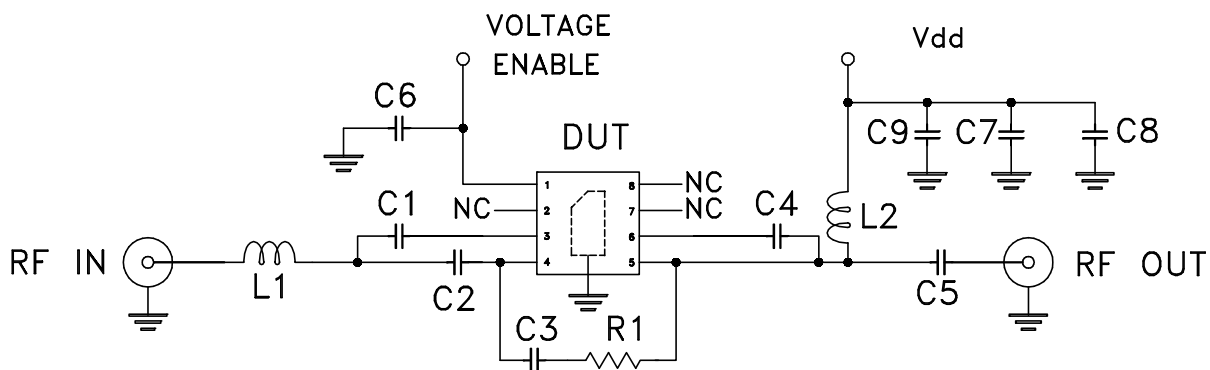 VOLTAGE
ENABLE
Vdd
C6
DUT
C9
C7
C8
1
8
NC
NC
2
7
NC
C1
3
6
C4
L2
RF IN
L1
C2
4
5
C5
RF OUT
C3
R1